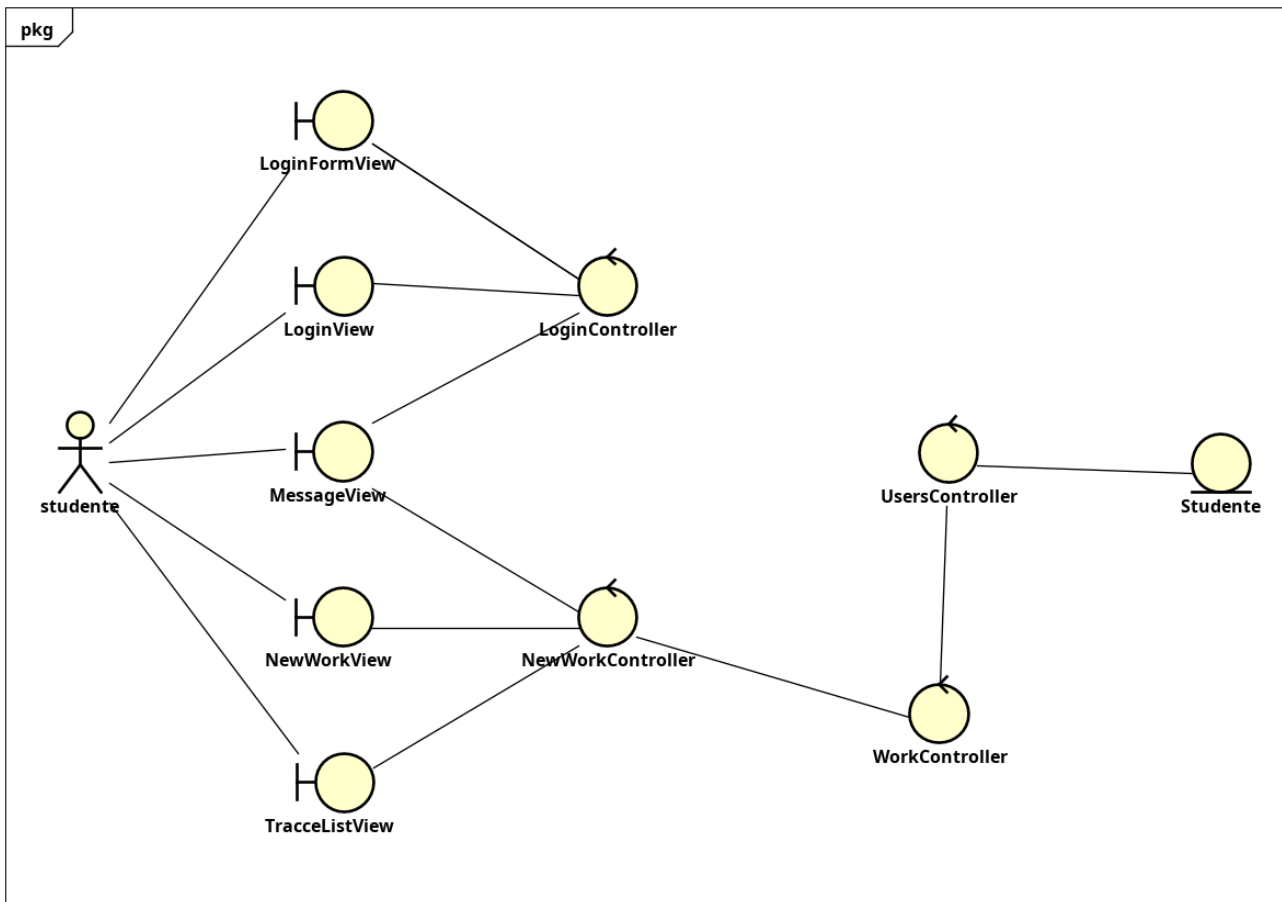 pkg
LoginFormView
LoginView
LoginController
MessageView
studente
UsersController
Studente
NewWorkView
NewWorkController
WorkController
TracceListView